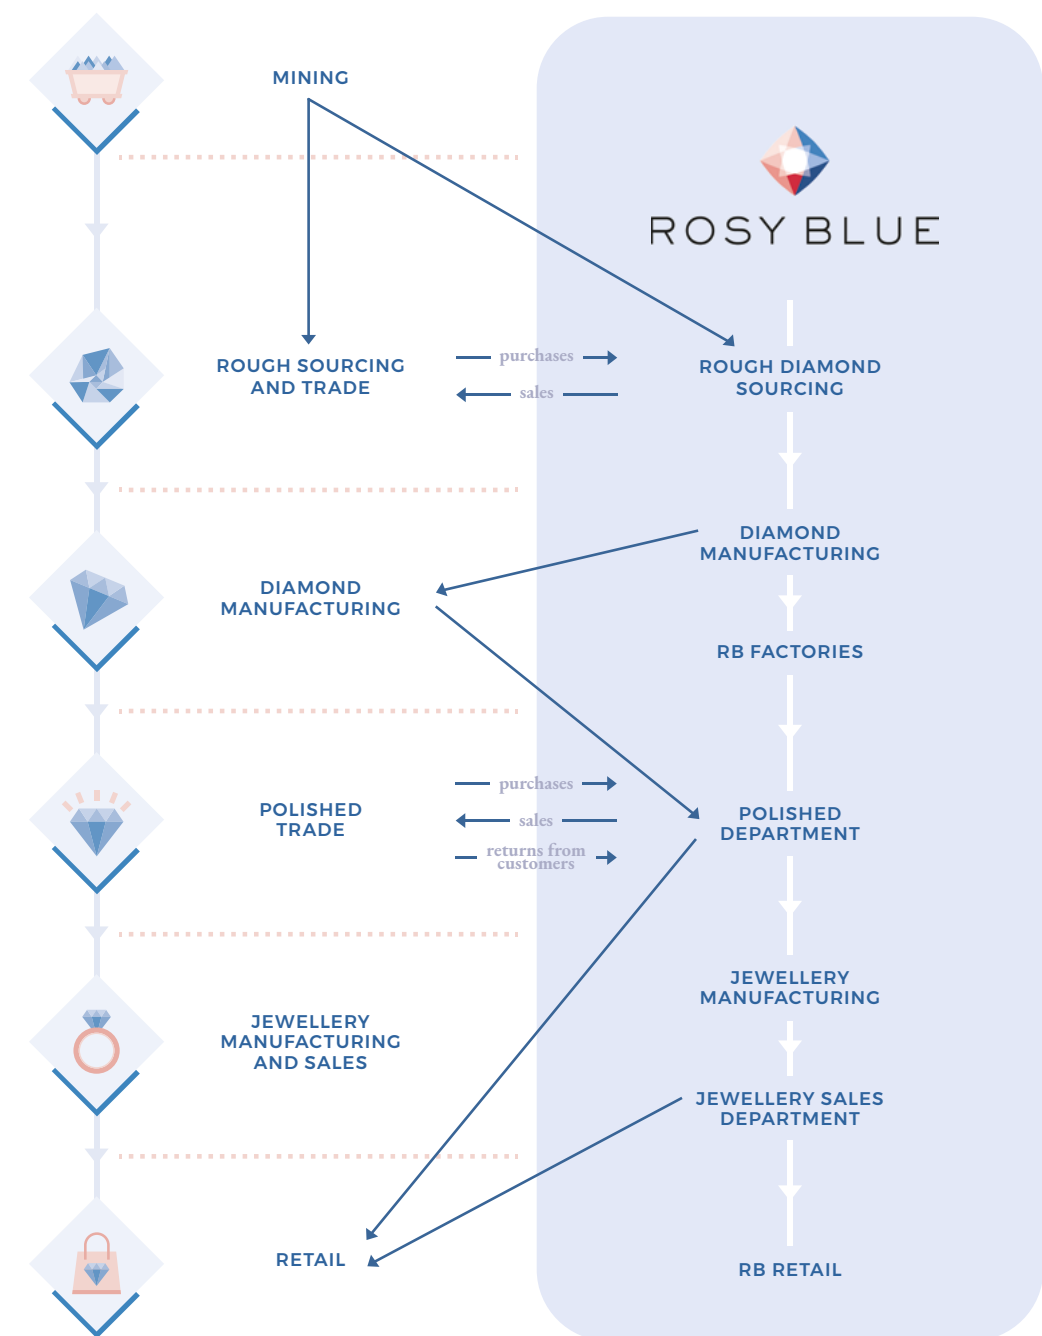 MINING
ROSY BLUE
ROUGH SOURCING
AND TRADE
purchases
sales
ROUGH DIAMOND
SOURCING
DIAMOND
MANUFACTURING
DIAMOND
MANUFACTURING
RB FACTORIES
POLISHED
TRADE
purchases
sales
returns from
customers
POLISHED
DEPARTMENT
JEWELLERY
MANUFACTURING
JEWELLERY
MANUFACTURING
AND SALES
JEWELLERY SALES
DEPARTMENT
RETAIL
RB RETAIL